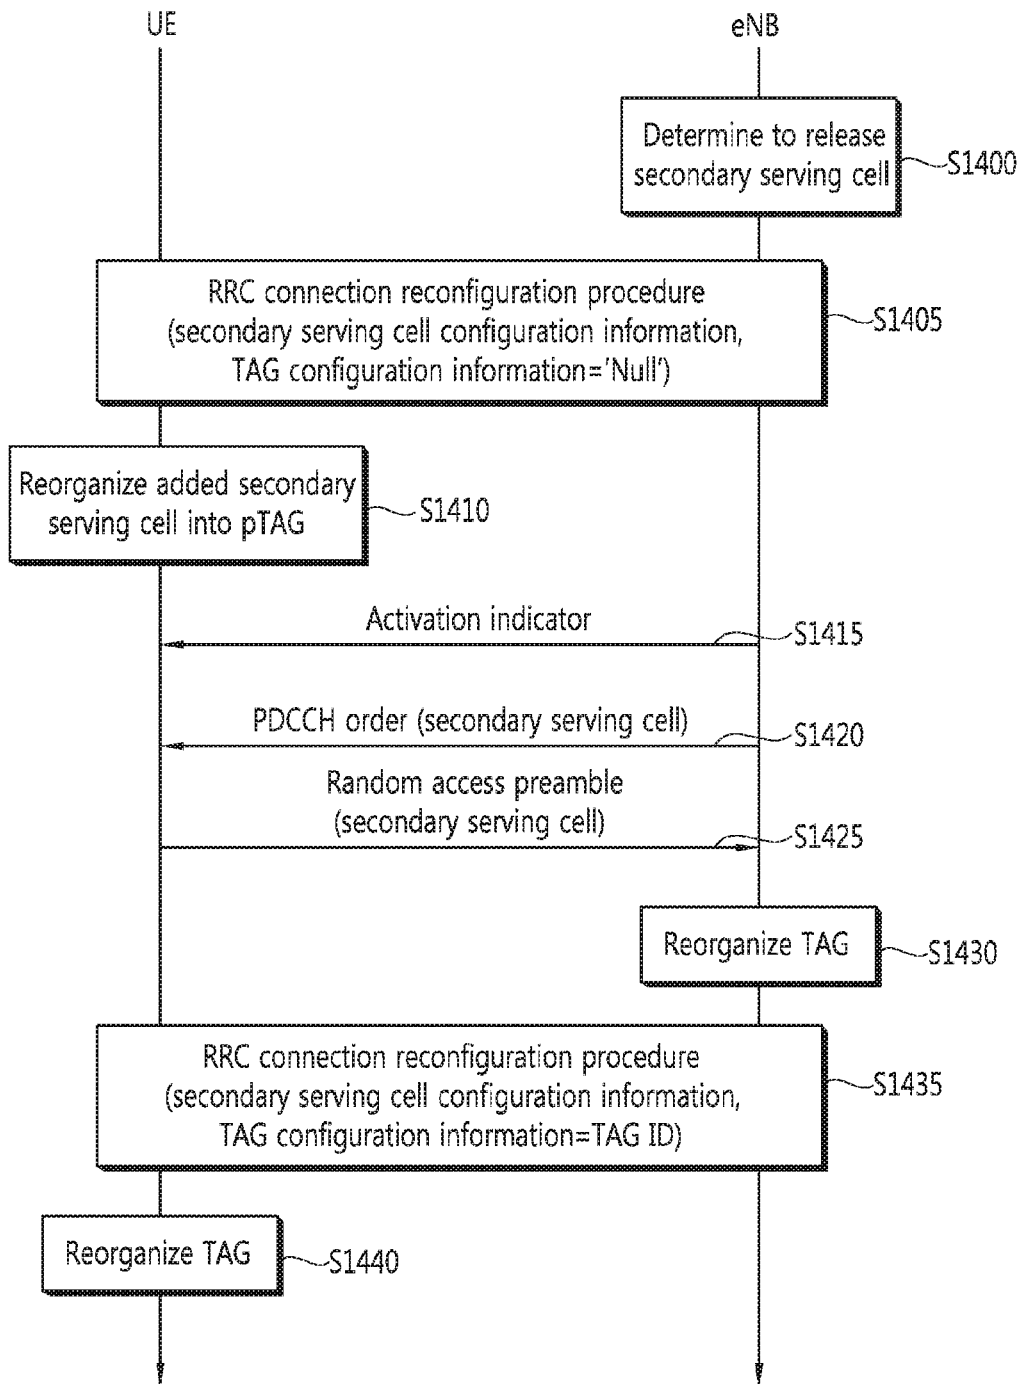 UE
eNB
Determine to release
secondary serving cell
S1400
RRC connection reconfiguration procedure
(secondary serving cell configuration information,
TAG configuration information='Null')
S1405
Reorganize added secondary
serving cell into pTAG
S1410
Activation indicator
S1415
PDCCH order (secondary serving cell)
S1420
Random access preamble
(secondary serving cell)
S1425
Reorganize TAG
S1430
RRC connection reconfiguration procedure
(secondary serving cell configuration information,
TAG configuration information=TAG ID)
S1435
Reorganize TAG
S1440